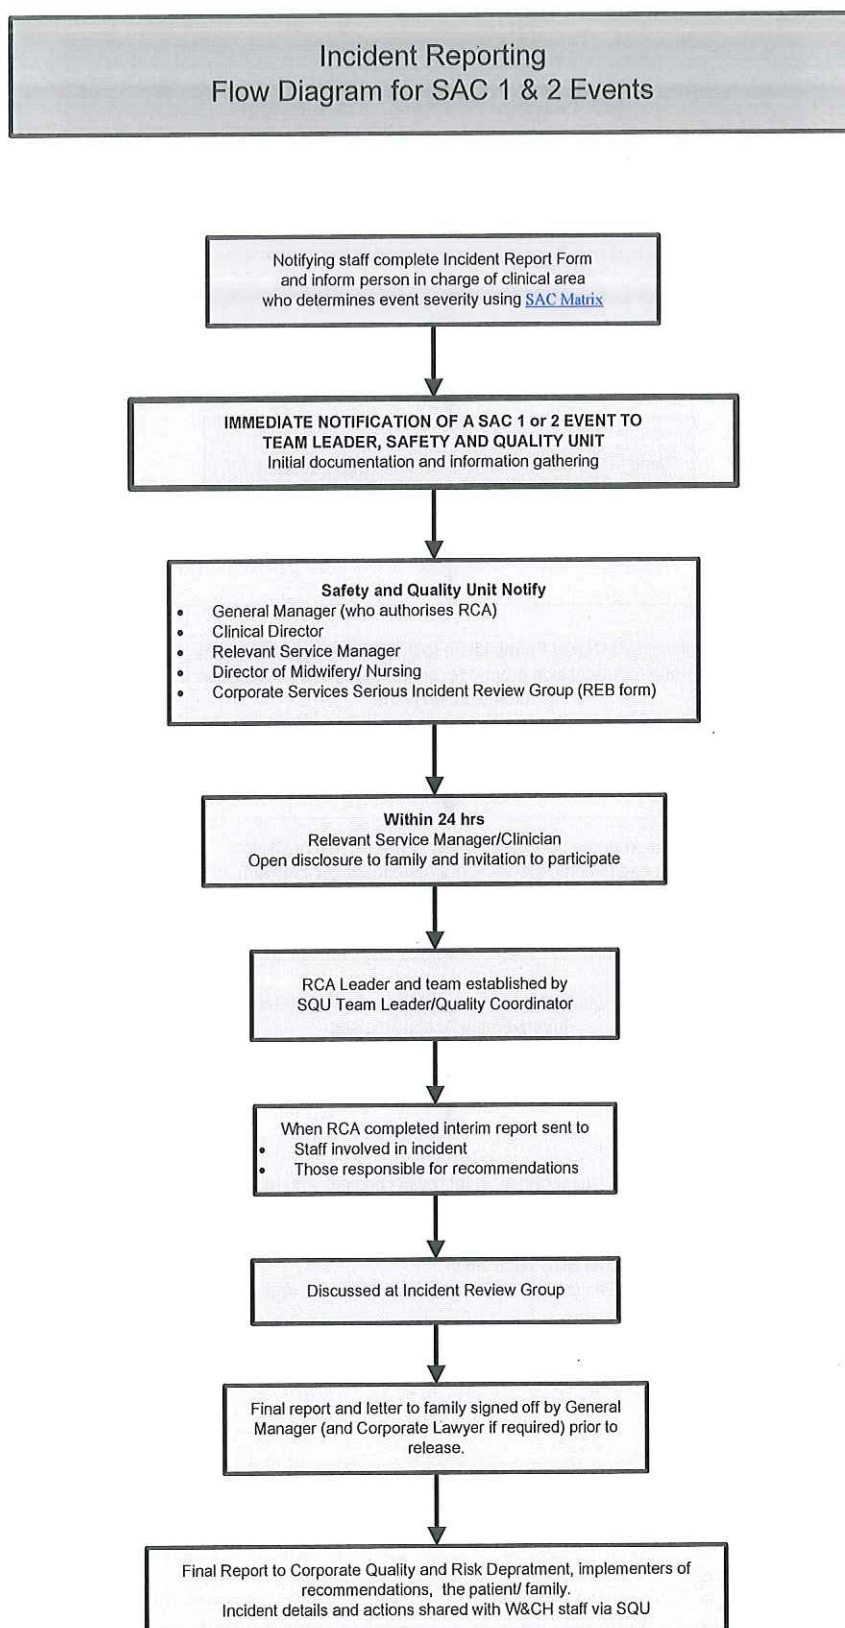 Incident Reporting
Flow Diagram for SAC 1 & 2 Events
Notifying staff complete Incident Report Form
and inform person in charge of clinical area
who determines event severity using SAC Matrix
IMMEDIATE NOTIFICATION OF A SAC 1 or 2 EVENT TO
TEAM LEADER, SAFETY AND QUALITY UNIT
Initial documentation and information gathering
Safety and Quality Unit Notify
• General Manager (who authorises RCA)
• Clinical Director
• Relevant Service Manager
• Director of Midwifery/ Nursing
• Corporate Services Serious Incident Review Group (REB form)
Within 24 hrs
Relevant Service Manager/Clinician
Open disclosure to family and invitation to participate
RCA Leader and team established by
SQU Team Leader/Quality Coordinator
When RCA completed interim report sent to
• Staff involved in incident
• Those responsible for recommendations
Discussed at Incident Review Group
Final report and letter to family signed off by General
Manager (and Corporate Lawyer if required) prior to
release.
Final Report to Corporate Quality and Risk Depratment, implementers of
recommendations, the patient/ family.
Incident details and actions shared with W&CH staff via SQU